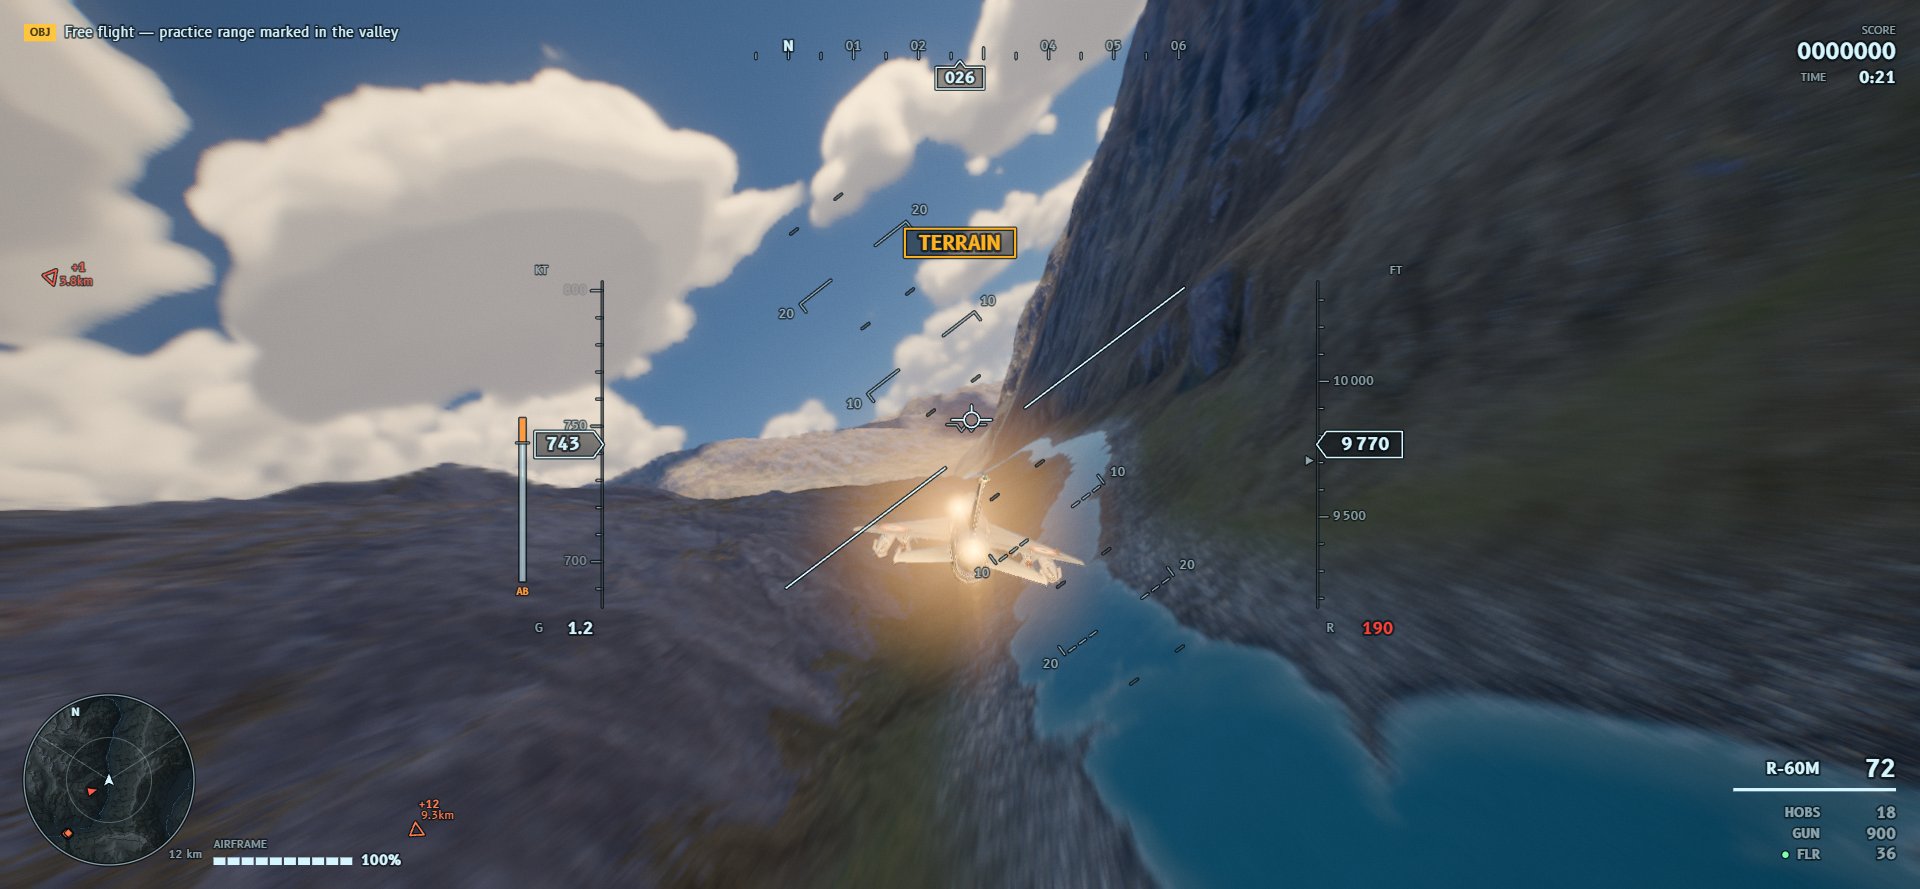 OBJ Free flight — practice range marked in the valley
N 01 02 04 05 06
026
SCORE
0000000
TIME 0:21
TERRAIN
20
20
10
10
10
10
20
20
+1
3.8km
KT
800
750
743
700
AB
G 1.2
FT
10 000
9 770
9 500
R 190
N
12 km
AIRFRAME
100%
+12
9.3km
R-60M 72
HOBS 18
GUN 900
FLR 36